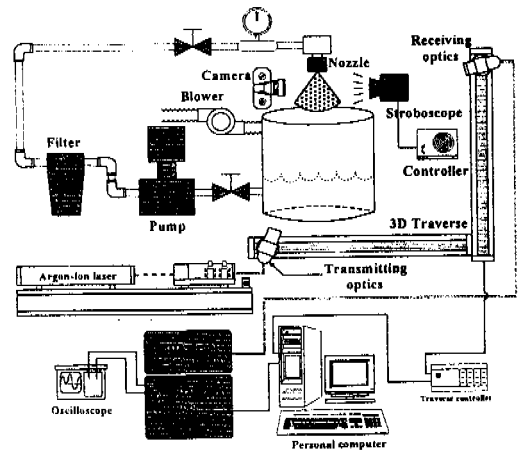 Receiving
optics
Camera
Nozzle
Blower
Stroboscope
Filter
Controller
Pump
3D Traverse
Argon-Ion laser
Transmitting
optics
Oscilloscope
Traverse controller
Personal computer